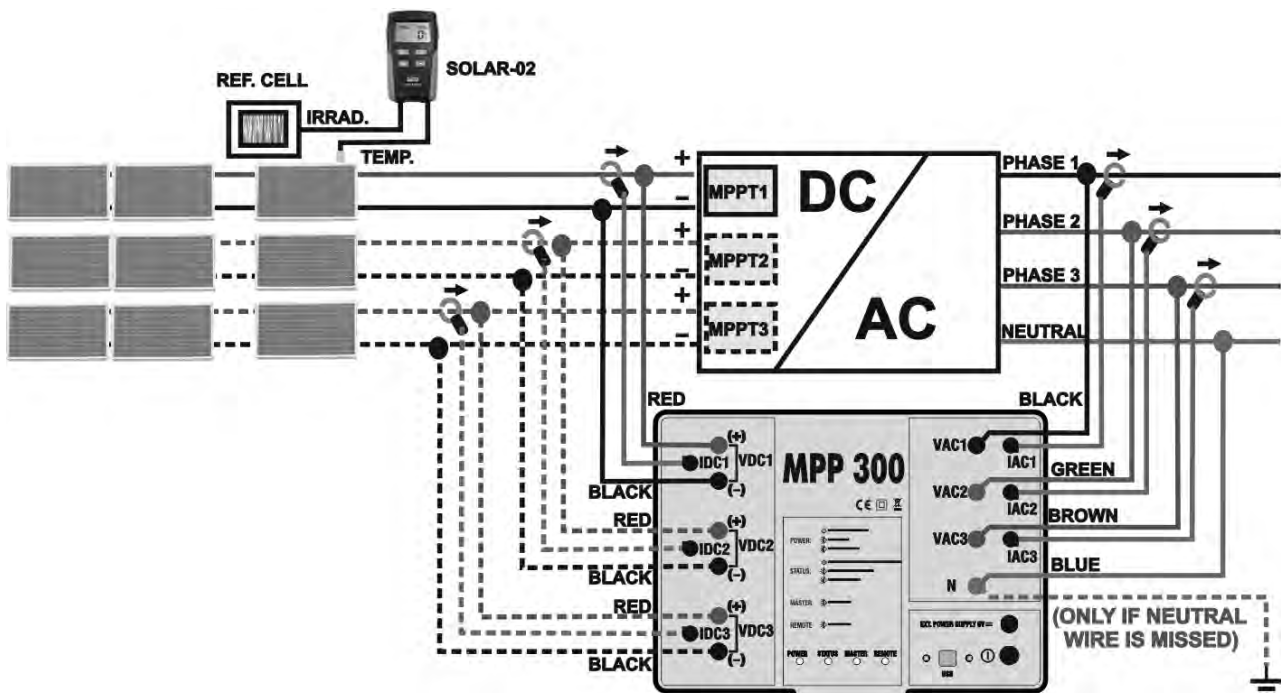 SOLAR-02
REF. CELL
IRRAD.
TEMP.
+
-
MPPT1
+
-
MPPT2
+
-
MPPT3
DC
AC
PHASE 1
PHASE 2
PHASE 3
NEUTRAL
RED
BLACK
(+)
IDC1
VDC1
(-)
BLACK
RED
(+)
IDC2
VDC2
(-)
BLACK
RED
(+)
IDC3
VDC3
(-)
BLACK
MPP 300
CE
POWER:
STATUS:
MASTER:
REMOTE
POWER STATUS MASTER REMOTE
VAC1
IAC1
GREEN
VAC2
IAC2
BROWN
VAC3
IAC3
BLUE
N
EXT. POWER SUPPLY 9V
USB
(ONLY IF NEUTRAL
WIRE IS MISSED)